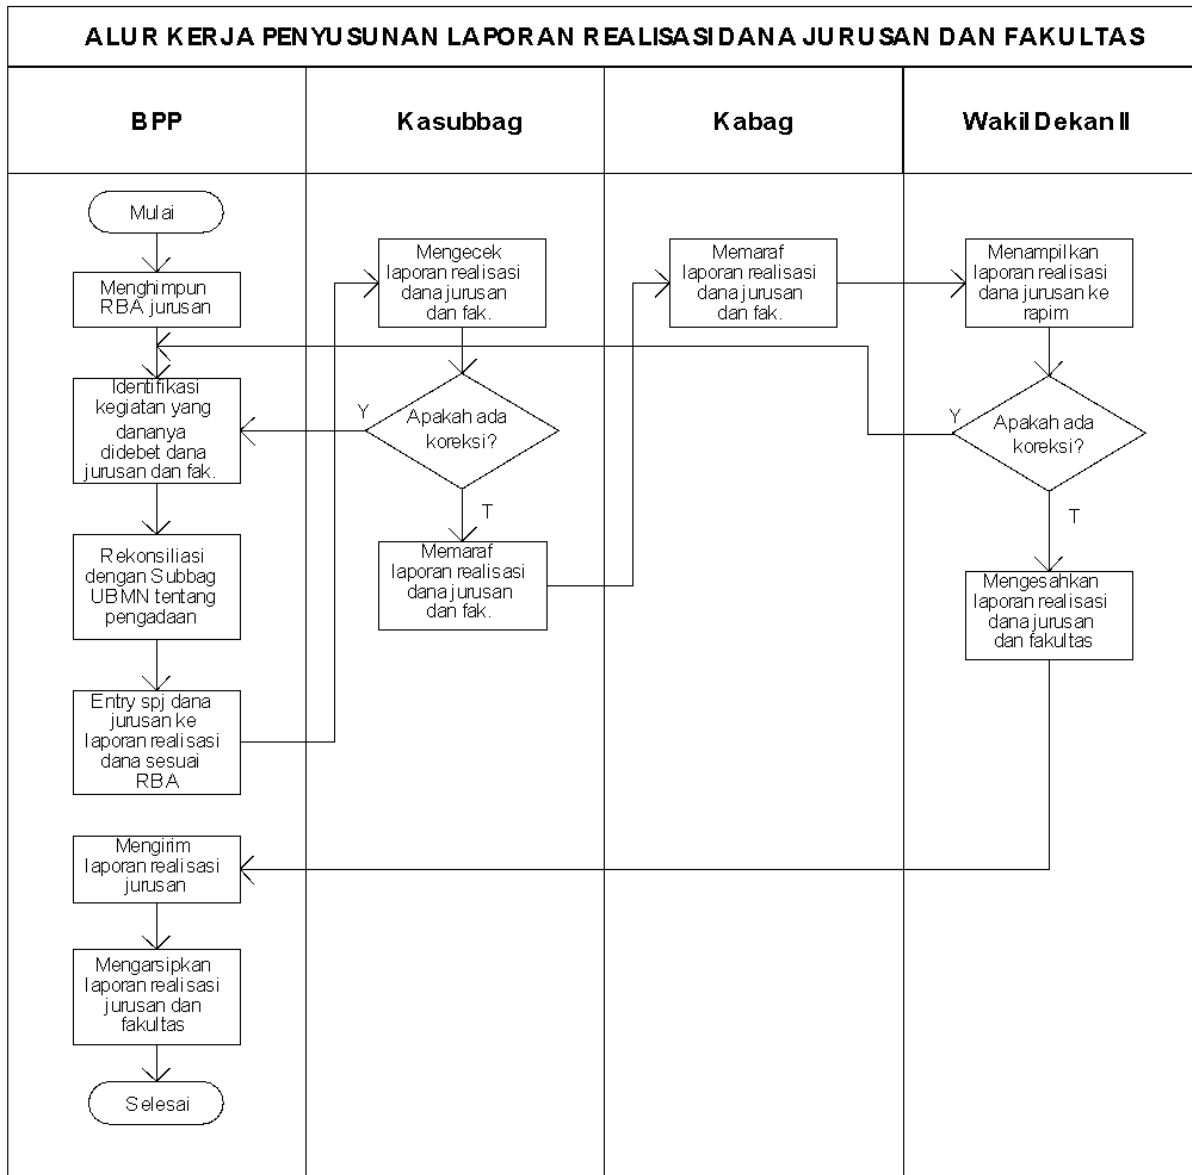 ALUR KERJA PENYUSUNAN LAPORAN REALISASI DANA JURUSAN DAN FAKULTAS
BPP
Kasubbag
Kabag
Wakil Dekan II
Mulai
Menghimpun
RBA jurusan
Identifikasi
kegiatan yang
dananya
didebet dana
jurusan dan fak.
Rekonsiliasi
dengan Subbag
UBMN tentang
pengadaan
Entry spj dana
jurusan ke
laporan realisasi
dana sesuai
RBA
Mengirim
laporan realisasi
jurusan
Mengarsipkan
laporan realisasi
jurusan dan
fakultas
Selesai
Mengecek
laporan realisasi
dana jurusan
dan fak.
Y
Apakah ada
koreksi?
T
Memaraf
laporan realisasi
dana jurusan
dan fak.
Memaraf
laporan realisasi
dana jurusan
dan fak.
Menampilkan
laporan realisasi
dana jurusan ke
rapim
Y
Apakah ada
koreksi?
T
Mengesahkan
laporan realisasi
dana jurusan
dan fakultas